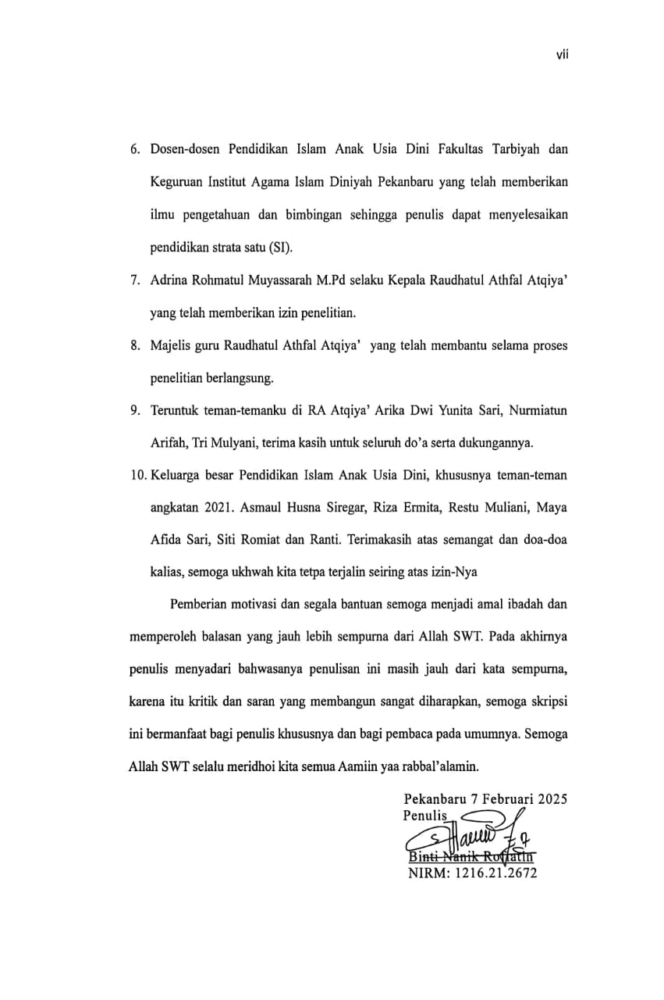 vii
6. Dosen-dosen Pendidikan Islam Anak Usia Dini Fakultas Tarbiyah dan
Keguruan Institut Agama Islam Diniyah Pekanbaru yang telah memberikan
ilmu pengetahuan dan bimbingan sehingga penulis dapat menyelesaikan
pendidikan strata satu (SI).
7. Adrina Rohmatul Muyassarah M.Pd selaku Kepala Raudhatul Athfal Atqiya’
yang telah memberikan izin penelitian.
8. Majelis guru Raudhatul Athfal Atqiya’ yang telah membantu selama proses
penelitian berlangsung.
9. Teruntuk teman-temanku di RA Atqiya’ Arika Dwi Yunita Sari, Nurmiatun
Arifah, Tri Mulyani, terima kasih untuk seluruh do’a serta dukungannya.
10. Keluarga besar Pendidikan Islam Anak Usia Dini, khususnya teman-teman
angkatan 2021. Asmaul Husna Siregar, Riza Ermita, Restu Muliani, Maya
Afida Sari, Siti Romiat dan Ranti. Terimakasih atas semangat dan doa-doa
kalias, semoga ukhwah kita tetpa terjalin seiring atas izin-Nya
Pemberian motivasi dan segala bantuan semoga menjadi amal ibadah dan
memperoleh balasan yang jauh lebih sempurna dari Allah SWT. Pada akhirnya
penulis menyadari bahwasanya penulisan ini masih jauh dari kata sempurna,
karena itu kritik dan saran yang membangun sangat diharapkan, semoga skripsi
ini bermanfaat bagi penulis khususnya dan bagi pembaca pada umumnya. Semoga
Allah SWT selalu meridhoi kita semua Aamiin yaa rabbal’alamin.
Pekanbaru 7 Februari 2025
Penulis
Binti Nanik
NIRM: 1216.21.2672